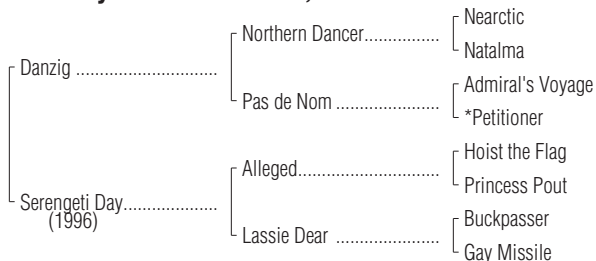 Nearctic
Northern Dancer.................
Natalma
Danzig ..............................
Admiral's Voyage
Pas de Nom ......................
*Petitioner
Hoist the Flag
Alleged..............................
Princess Pout
Serengeti Day....................
(1996)
Buckpasser
Lassie Dear ......................
Gay Missile